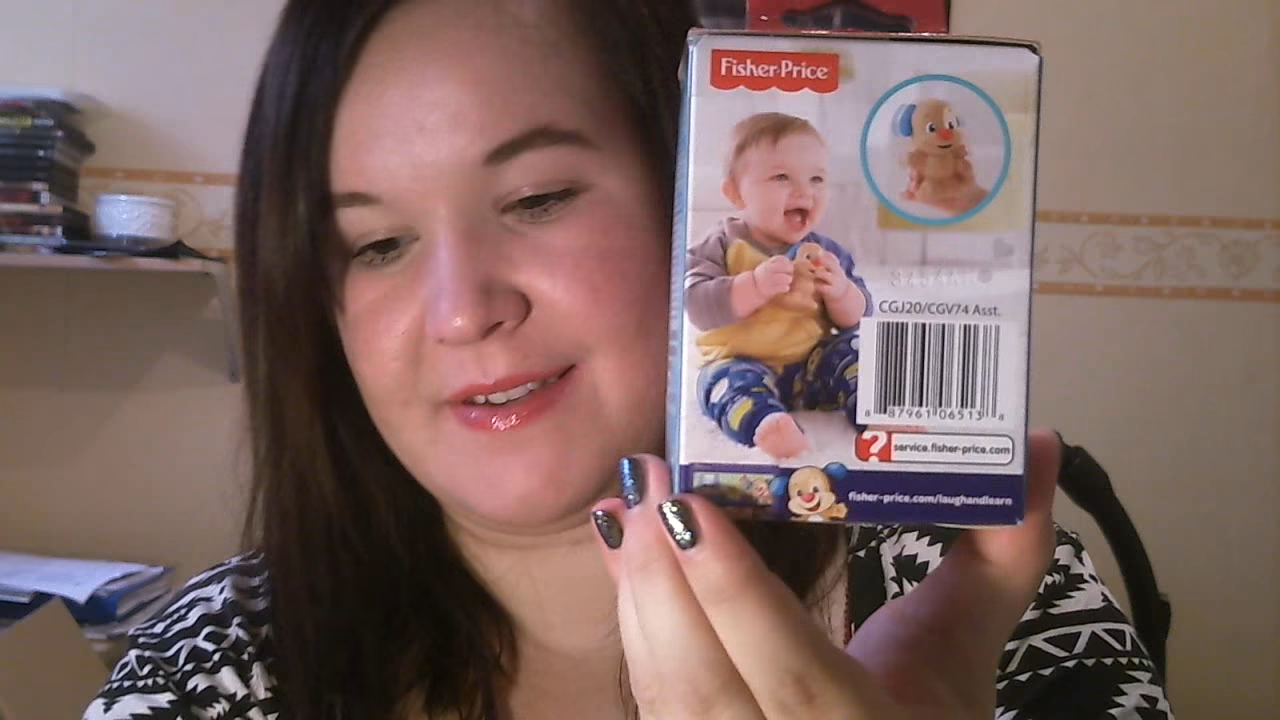 Fisher-Price
CGJ20/CGV74 Asst.
8 87961 06513 8
? service.fisher-price.com
fisher-price.com/laughandlearn